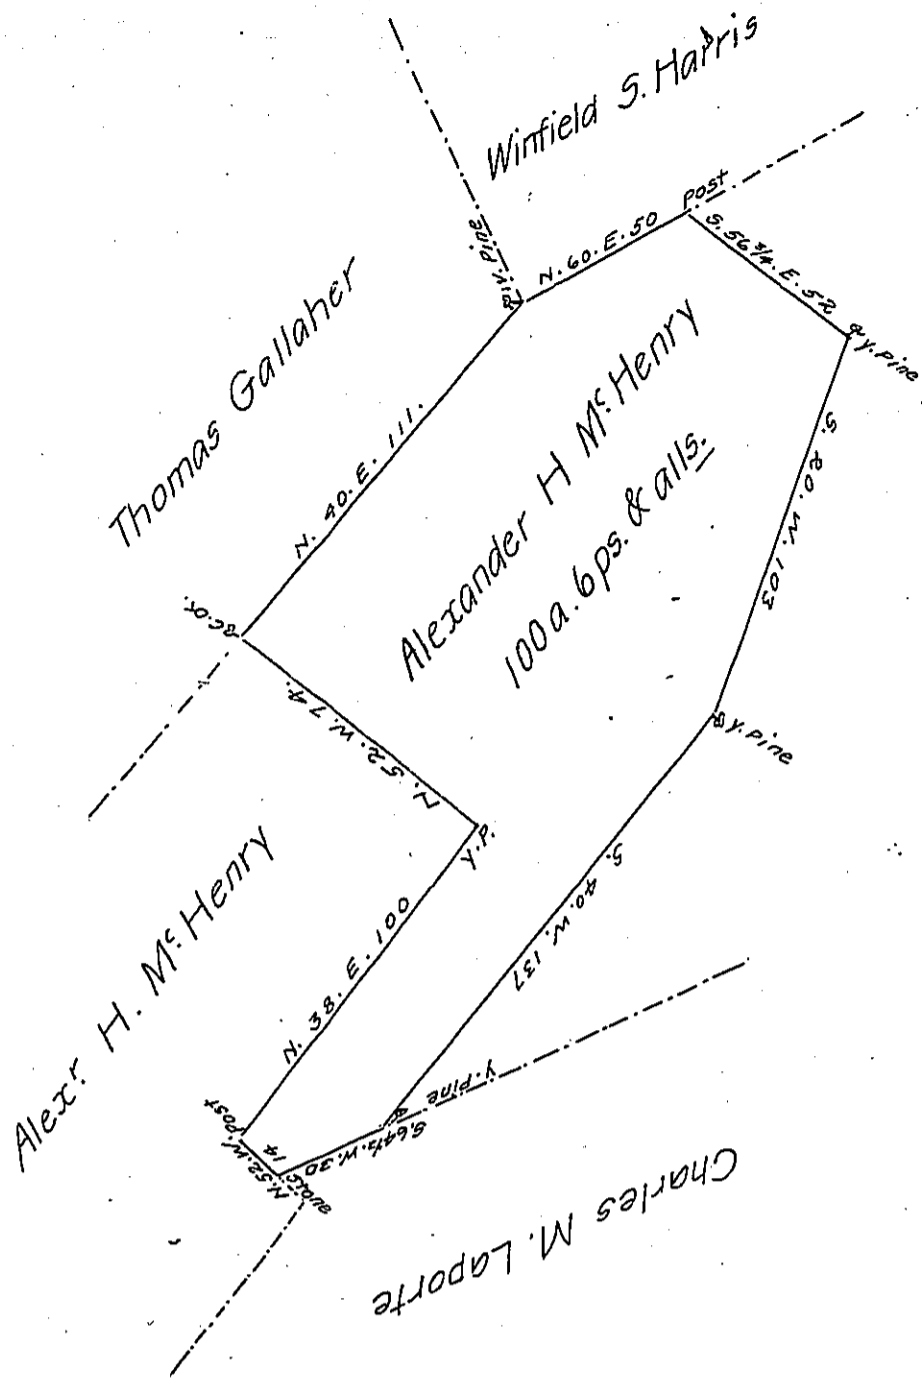 Winfield S. Harris
Post
N. 60. E. 50
S. 56 3/4. E. 52
Y. Pine
Thomas Gallaher
N. 40. E. 111.
Alexander H McHenry
100 a. 6 ps. & alls.
Y. Pine
S. 20. W. 103
C.O.
N. 52. W. 74.
Y. Pine
Y.P.
Alexr. H. McHenry
N. 38. E. 100
S. 40. W. 137
Y. Pine
Post
N. 52. W. 14
S. 64 1/2. W. 30
Charles M. Laporte